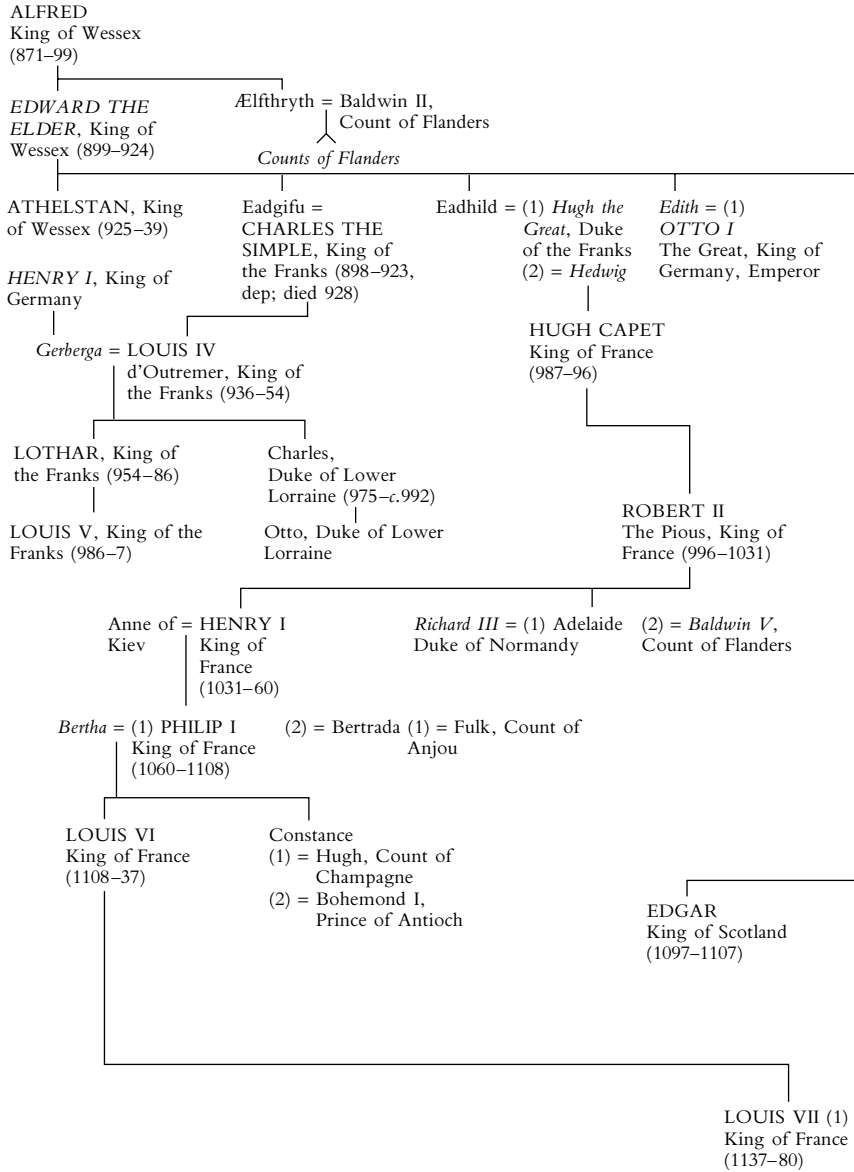 ALFRED
King of Wessex
(871–99)
EDWARD THE
ELDER, King of
Wessex (899–924)
Ælfthryth = Baldwin II,
Count of Flanders
Counts of Flanders
ATHELSTAN, King
of Wessex (925–39)
Eadgifu =
CHARLES THE
SIMPLE, King of
the Franks (898–923,
dep; died 928)
Eadhild = (1) Hugh the
Great, Duke
of the Franks
(2) = Hedwig
Edith = (1)
OTTO I
The Great, King of
Germany, Emperor
HENRY I, King of
Germany
Gerberga = LOUIS IV
d'Outremer, King of
the Franks (936–54)
HUGH CAPET
King of France
(987–96)
LOTHAR, King of
the Franks (954–86)
Charles,
Duke of Lower
Lorraine (975–c.992)
LOUIS V, King of the
Franks (986–7)
Otto, Duke of Lower
Lorraine
ROBERT II
The Pious, King of
France (996–1031)
Anne of = HENRY I
Kiev King of
France
(1031–60)
Richard III = (1) Adelaide (2) = Baldwin V,
Duke of Normandy Count of Flanders
Bertha = (1) PHILIP I (2) = Bertrada (1) = Fulk, Count of
King of France Anjou
(1060–1108)
LOUIS VI
King of France
(1108–37)
Constance
(1) = Hugh, Count of
Champagne
(2) = Bohemond I,
Prince of Antioch
EDGAR
King of Scotland
(1097–1107)
LOUIS VII (1)
King of France
(1137–80)